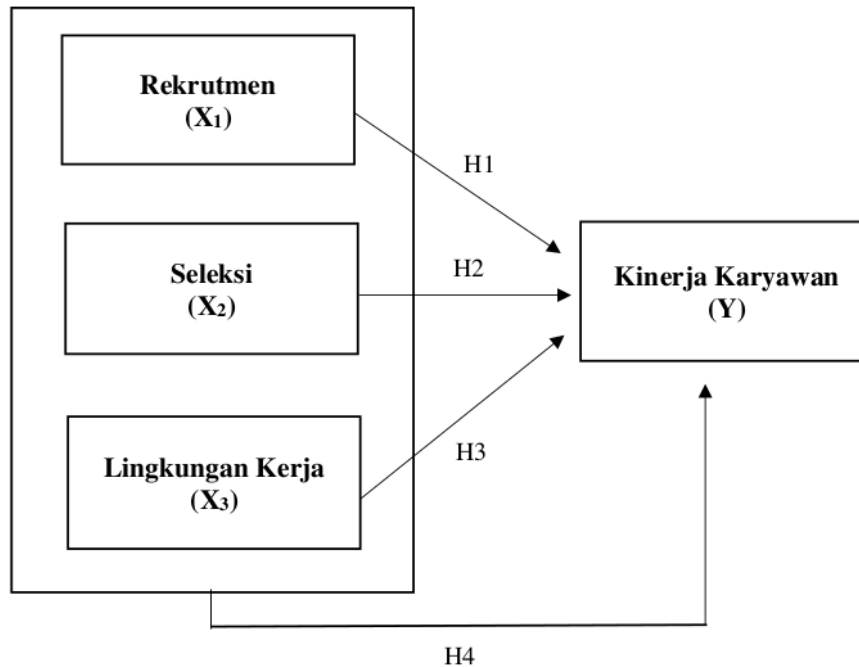 Rekrutmen
(X₁)
H1
Seleksi
(X₂)
H2
Kinerja Karyawan
(Y)
Lingkungan Kerja
(X₃)
H3
H4